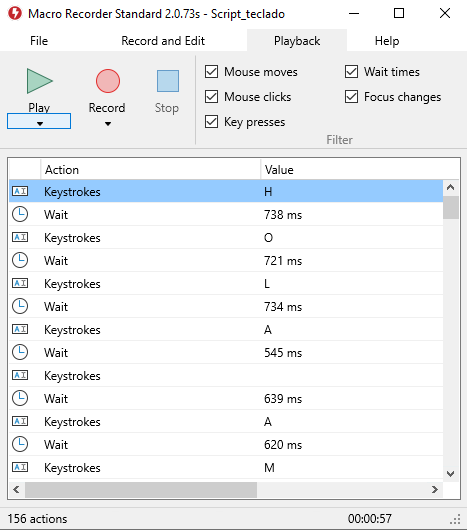 Macro Recorder Standard 2.0.73s - Script_teclado
File Record and Edit Playback Help
Play Record Stop
Mouse moves Wait times
Mouse clicks Focus changes
Key presses
Filter
Action Value
Keystrokes H
Wait 738 ms
Keystrokes O
Wait 721 ms
Keystrokes L
Wait 734 ms
Keystrokes A
Wait 545 ms
Keystrokes
Wait 639 ms
Keystrokes A
Wait 620 ms
Keystrokes M
156 actions 00:00:57